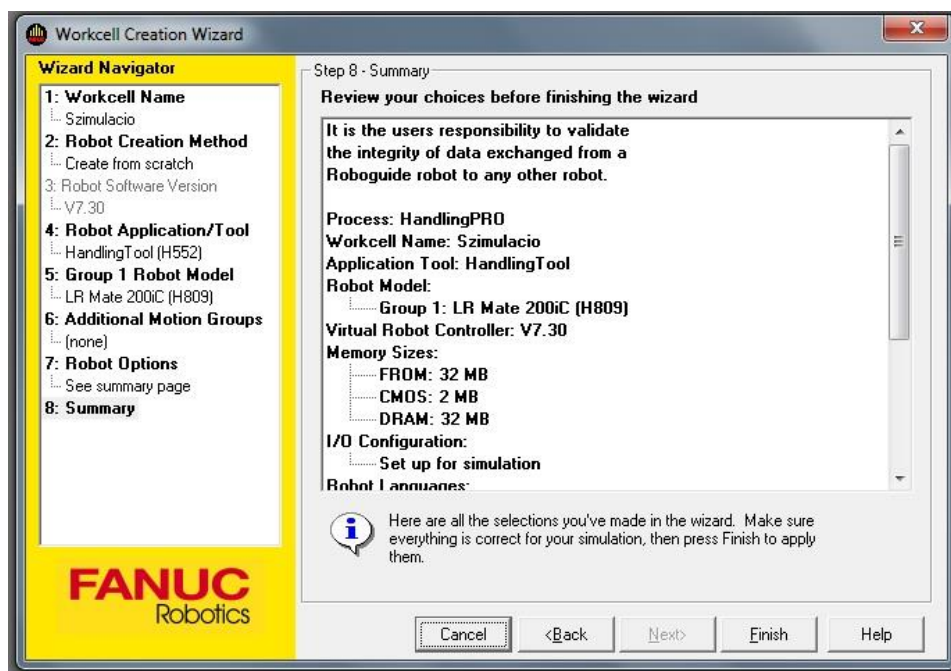 Workcell Creation Wizard
Wizard Navigator
1: Workcell Name
Szimulacio
2: Robot Creation Method
Create from scratch
3: Robot Software Version
V7.30
4: Robot Application/Tool
HandlingTool (H552)
5: Group 1 Robot Model
LR Mate 200iC (H809)
6: Additional Motion Groups
(none)
7: Robot Options
See summary page
8: Summary
FANUC
Robotics
Step 8 - Summary
Review your choices before finishing the wizard
It is the users responsibility to validate
the integrity of data exchanged from a
Roboguide robot to any other robot.
Process: HandlingPRO
Workcell Name: Szimulacio
Application Tool: HandlingTool
Robot Model:
Group 1: LR Mate 200iC (H809)
Virtual Robot Controller: V7.30
Memory Sizes:
FROM: 32 MB
CMOS: 2 MB
DRAM: 32 MB
I/O Configuration:
Set up for simulation
Robot Languages:
Here are all the selections you've made in the wizard. Make sure
everything is correct for your simulation, then press Finish to apply
them.
Cancel <Back Next> Finish Help